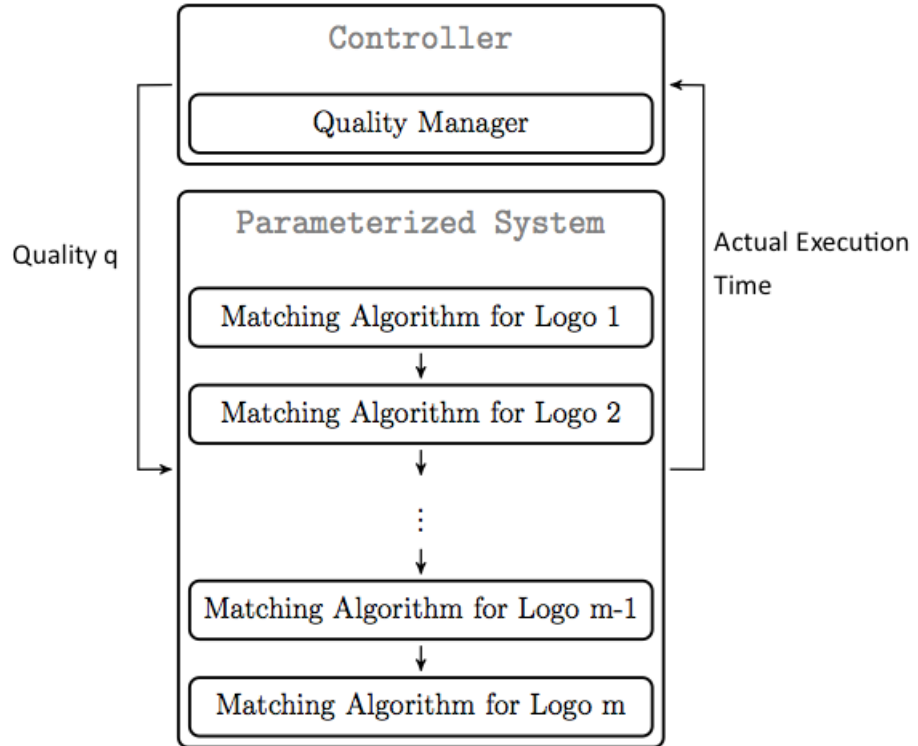 Controller
Quality Manager
Parameterized System
Quality q
Actual Execution
Time
Matching Algorithm for Logo 1
Matching Algorithm for Logo 2
⋮
Matching Algorithm for Logo m-1
Matching Algorithm for Logo m